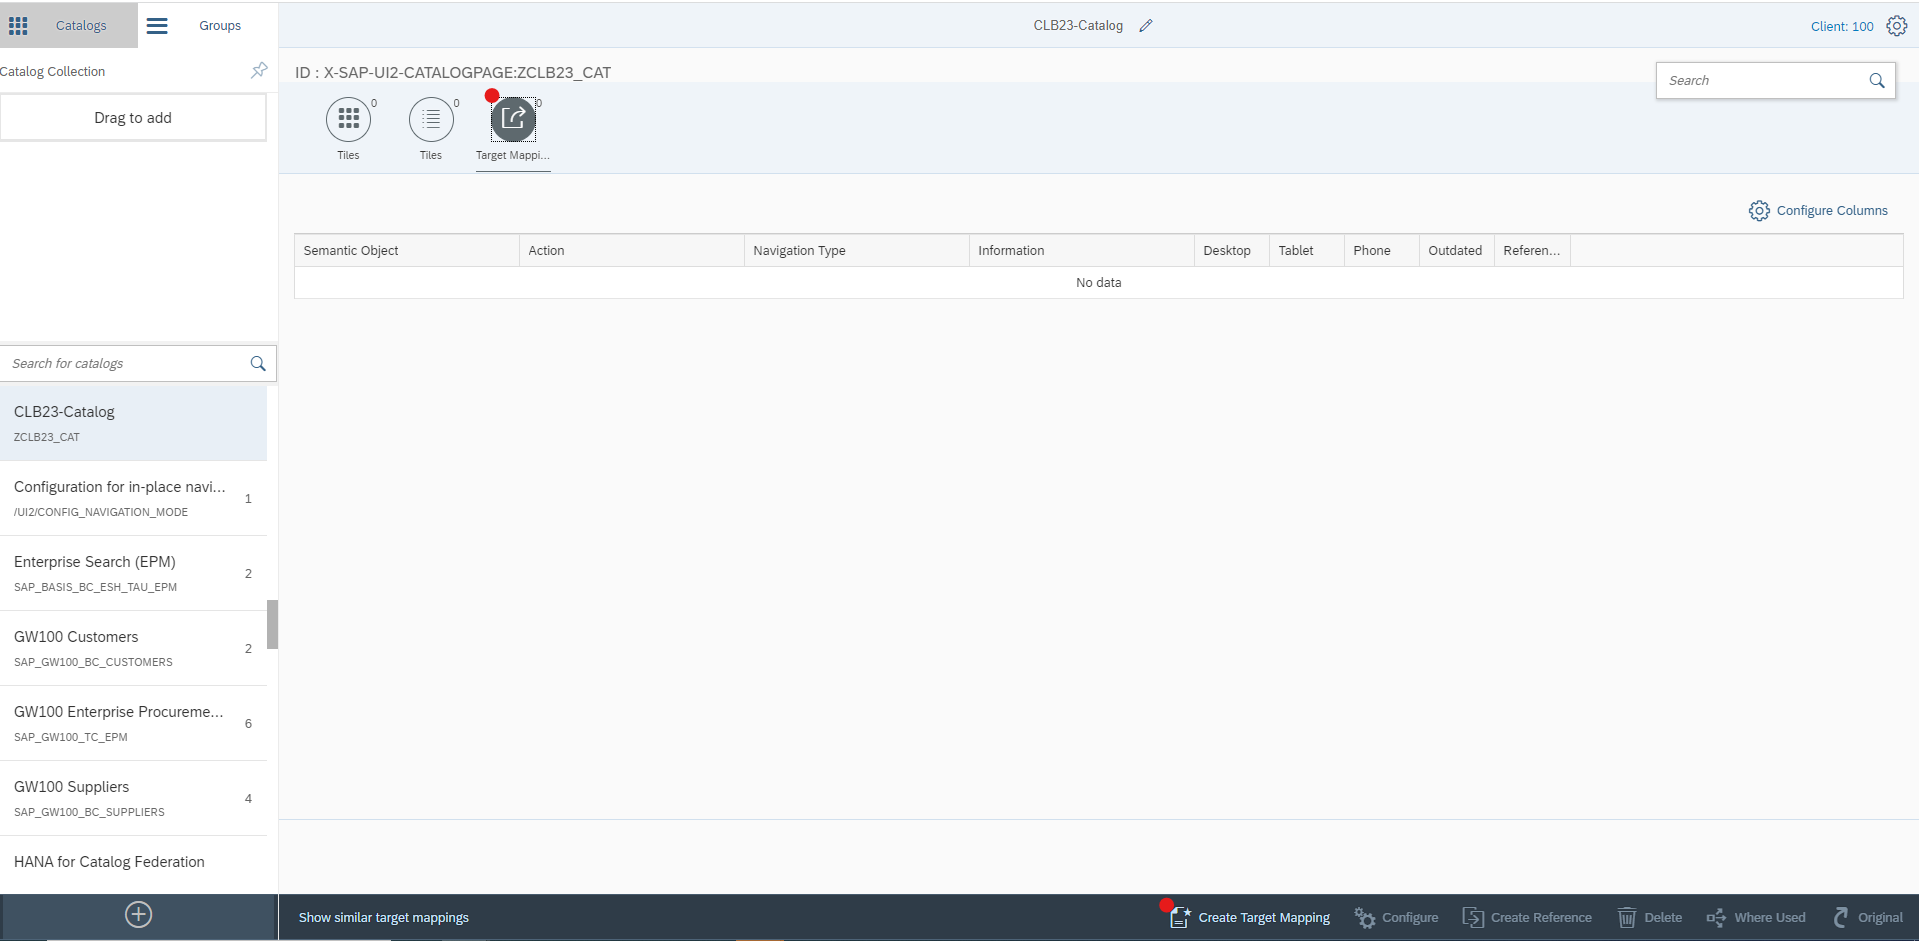 Catalogs
Groups
CLB23-Catalog
Client: 100
Catalog Collection
ID : X-SAP-UI2-CATALOGPAGE:ZCLB23_CAT
Search
Drag to add
0
0
0
Tiles
Tiles
Target Mappi...
Configure Columns
Semantic Object
Action
Navigation Type
Information
Desktop
Tablet
Phone
Outdated
Referen...
No data
Search for catalogs
CLB23-Catalog
ZCLB23_CAT
Configuration for in-place navi...
1
/UI2/CONFIG_NAVIGATION_MODE
Enterprise Search (EPM)
2
SAP_BASIS_BC_ESH_TAU_EPM
GW100 Customers
2
SAP_GW100_BC_CUSTOMERS
GW100 Enterprise Procureme...
6
SAP_GW100_TC_EPM
GW100 Suppliers
4
SAP_GW100_BC_SUPPLIERS
HANA for Catalog Federation
Show similar target mappings
Create Target Mapping
Configure
Create Reference
Delete
Where Used
Original